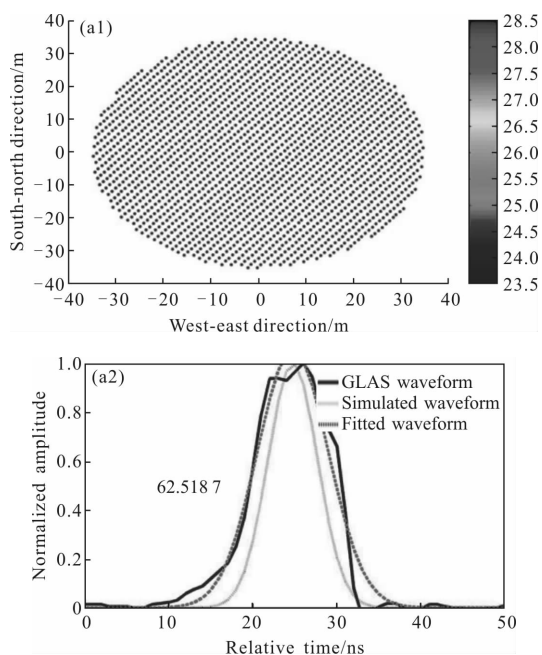 (a1)
40
30
20
10
0
−10
−20
−30
−40
South-north direction/m
−40 −30 −20 −10 0 10 20 30 40
West-east direction/m
28.5
28.0
27.5
27.0
26.5
26.0
25.5
25.0
24.5
24.0
23.5
(a2)
1.0
0.8
0.6
0.4
0.2
0
Normalized amplitude
GLAS waveform
Simulated waveform
Fitted waveform
62.518 7
0 10 20 30 40 50
Relative time/ns